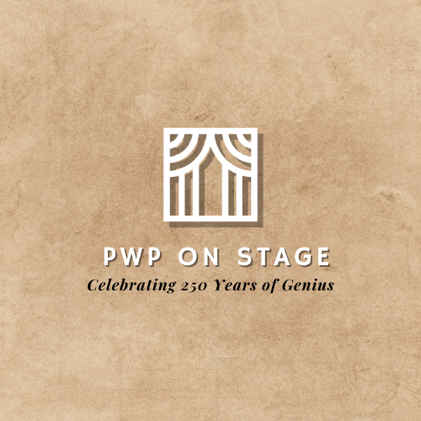 PWP ON STAGE
Celebrating 250 Years of Genius